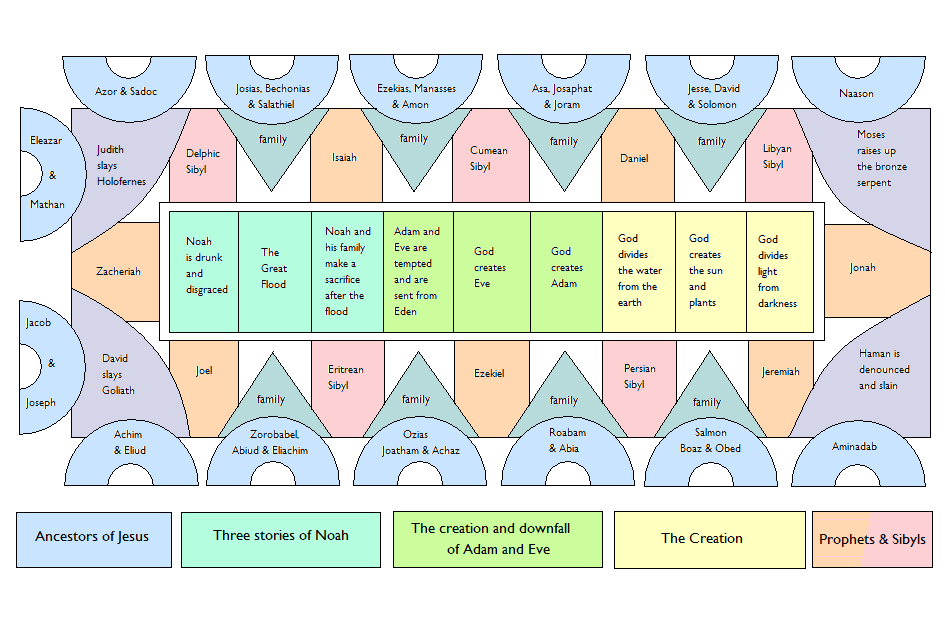 Azor & Sadoc
Josias, Bechonias
& Salathiel
Ezekias, Manasses
& Amon
Asa, Josaphat
& Joram
Jesse, David
& Solomon
Naason
Eleazar
&
Mathan
Judith
slays
Holofernes
Delphic
Sibyl
family
Isaiah
family
Cumean
Sibyl
family
Daniel
family
Libyan
Sibyl
Moses
raises up
the bronze
serpent
Zacheriah
Noah
is drunk
and
disgraced
The
Great
Flood
Noah and
his family
make a
sacrifice
after the
flood
Adam and
Eve are
tempted
and are
sent from
Eden
God
creates
Eve
God
creates
Adam
God
divides
the water
from the
earth
God
creates
the sun
and
plants
God
divides
light
from
darkness
Jonah
Jacob
&
Joseph
David
slays
Goliath
Joel
family
Eritrean
Sibyl
family
Ezekiel
family
Persian
Sibyl
family
Jeremiah
Haman is
denounced
and slain
Achim
& Eliud
Zorobabel,
Abiud & Eliachim
Ozias
Joatham & Achaz
Roabam
& Abia
Salmon
Boaz & Obed
Aminadab
Ancestors of Jesus
Three stories of Noah
The creation and downfall
of Adam and Eve
The Creation
Prophets & Sibyls